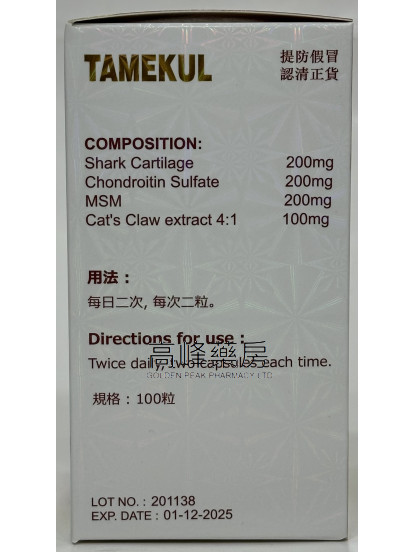 TAMEKUL
提防假冒
認清正貨
COMPOSITION:
Shark Cartilage 200mg
Chondroitin Sulfate 200mg
MSM 200mg
Cat's Claw extract 4:1 100mg
用法：
每日二次, 每次二粒。
Directions for use :
高峰藥房
Twice daily, two capsules each time.
GOLDEN PEAK PHARMACY LTD
規格：100粒
LOT NO. : 201138
EXP. DATE : 01-12-2025